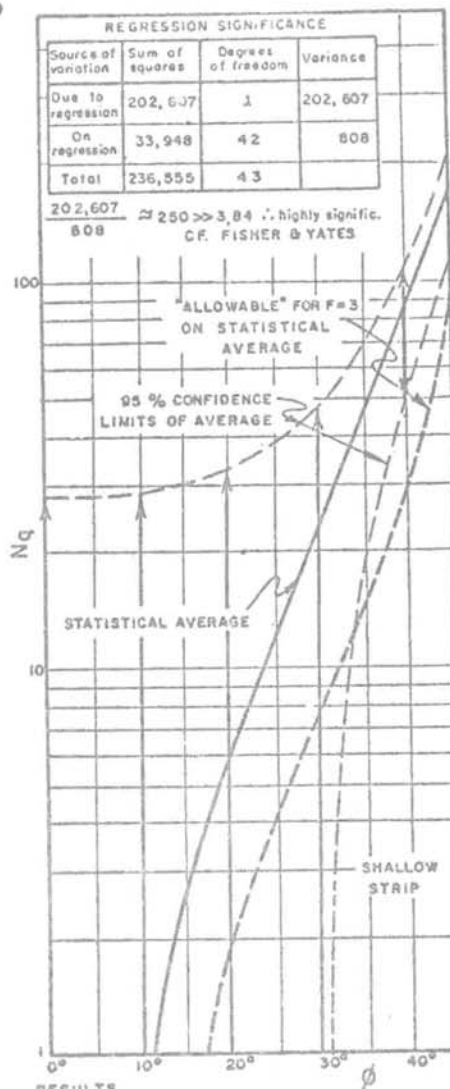 REGRESSION SIGNIFICANCE
Source of variation Sum of squares Degrees of freedom Variance
Due to regression 202,607 1 202,607
On regression 33,948 42 808
Total 236,555 43
202,607
808
≈ 250 >> 3,84 ∴ highly signific.
CF. FISHER & YATES
100
"ALLOWABLE" FOR F=3
ON STATISTICAL
AVERAGE
95 % CONFIDENCE
LIMITS OF AVERAGE
Nq
STATISTICAL AVERAGE
10
SHALLOW
STRIP
1
0° 10° 20° 30° 40°
Ø
RESULTS